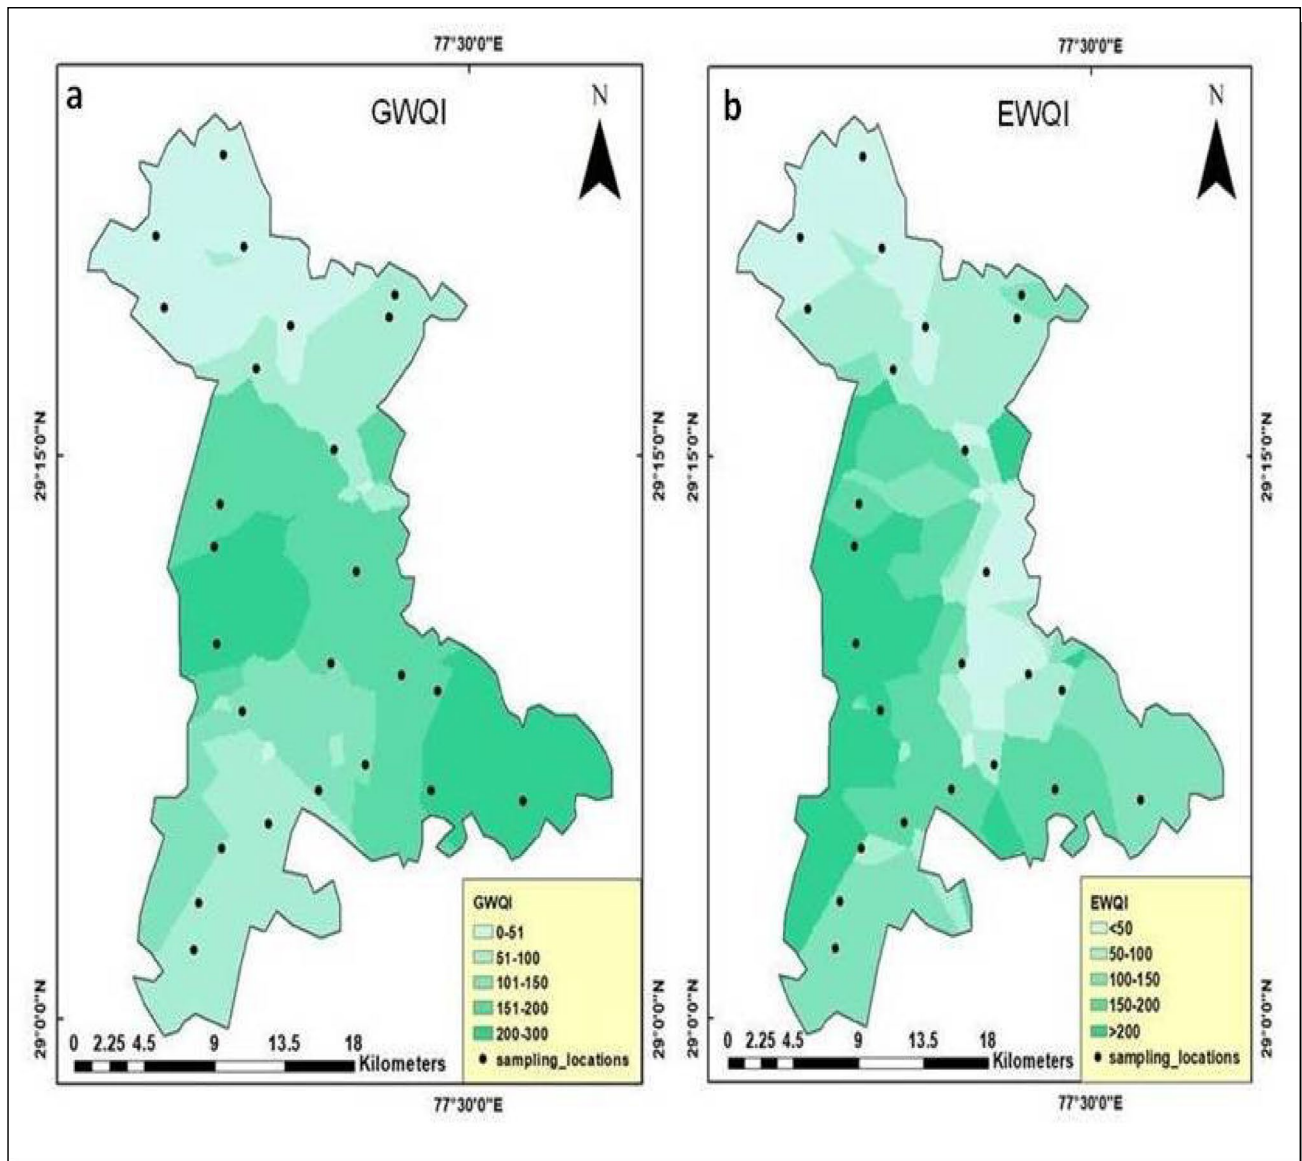 77°30'0"E
77°30'0"E
a
GWQI
N
b
EWQI
N
29°15'0"N
29°15'0"N
29°15'0"N
29°15'0"N
GWQI
0-51
51-100
101-150
151-200
200-300
sampling_locations
EWQI
<50
50-100
100-150
150-200
>200
sampling_locations
29°0'0"N
29°0'0"N
29°0'0"N
29°0'0"N
0 2.25 4.5 9 13.5 18
Kilometers
0 2.25 4.5 9 13.5 18
Kilometers
77°30'0"E
77°30'0"E